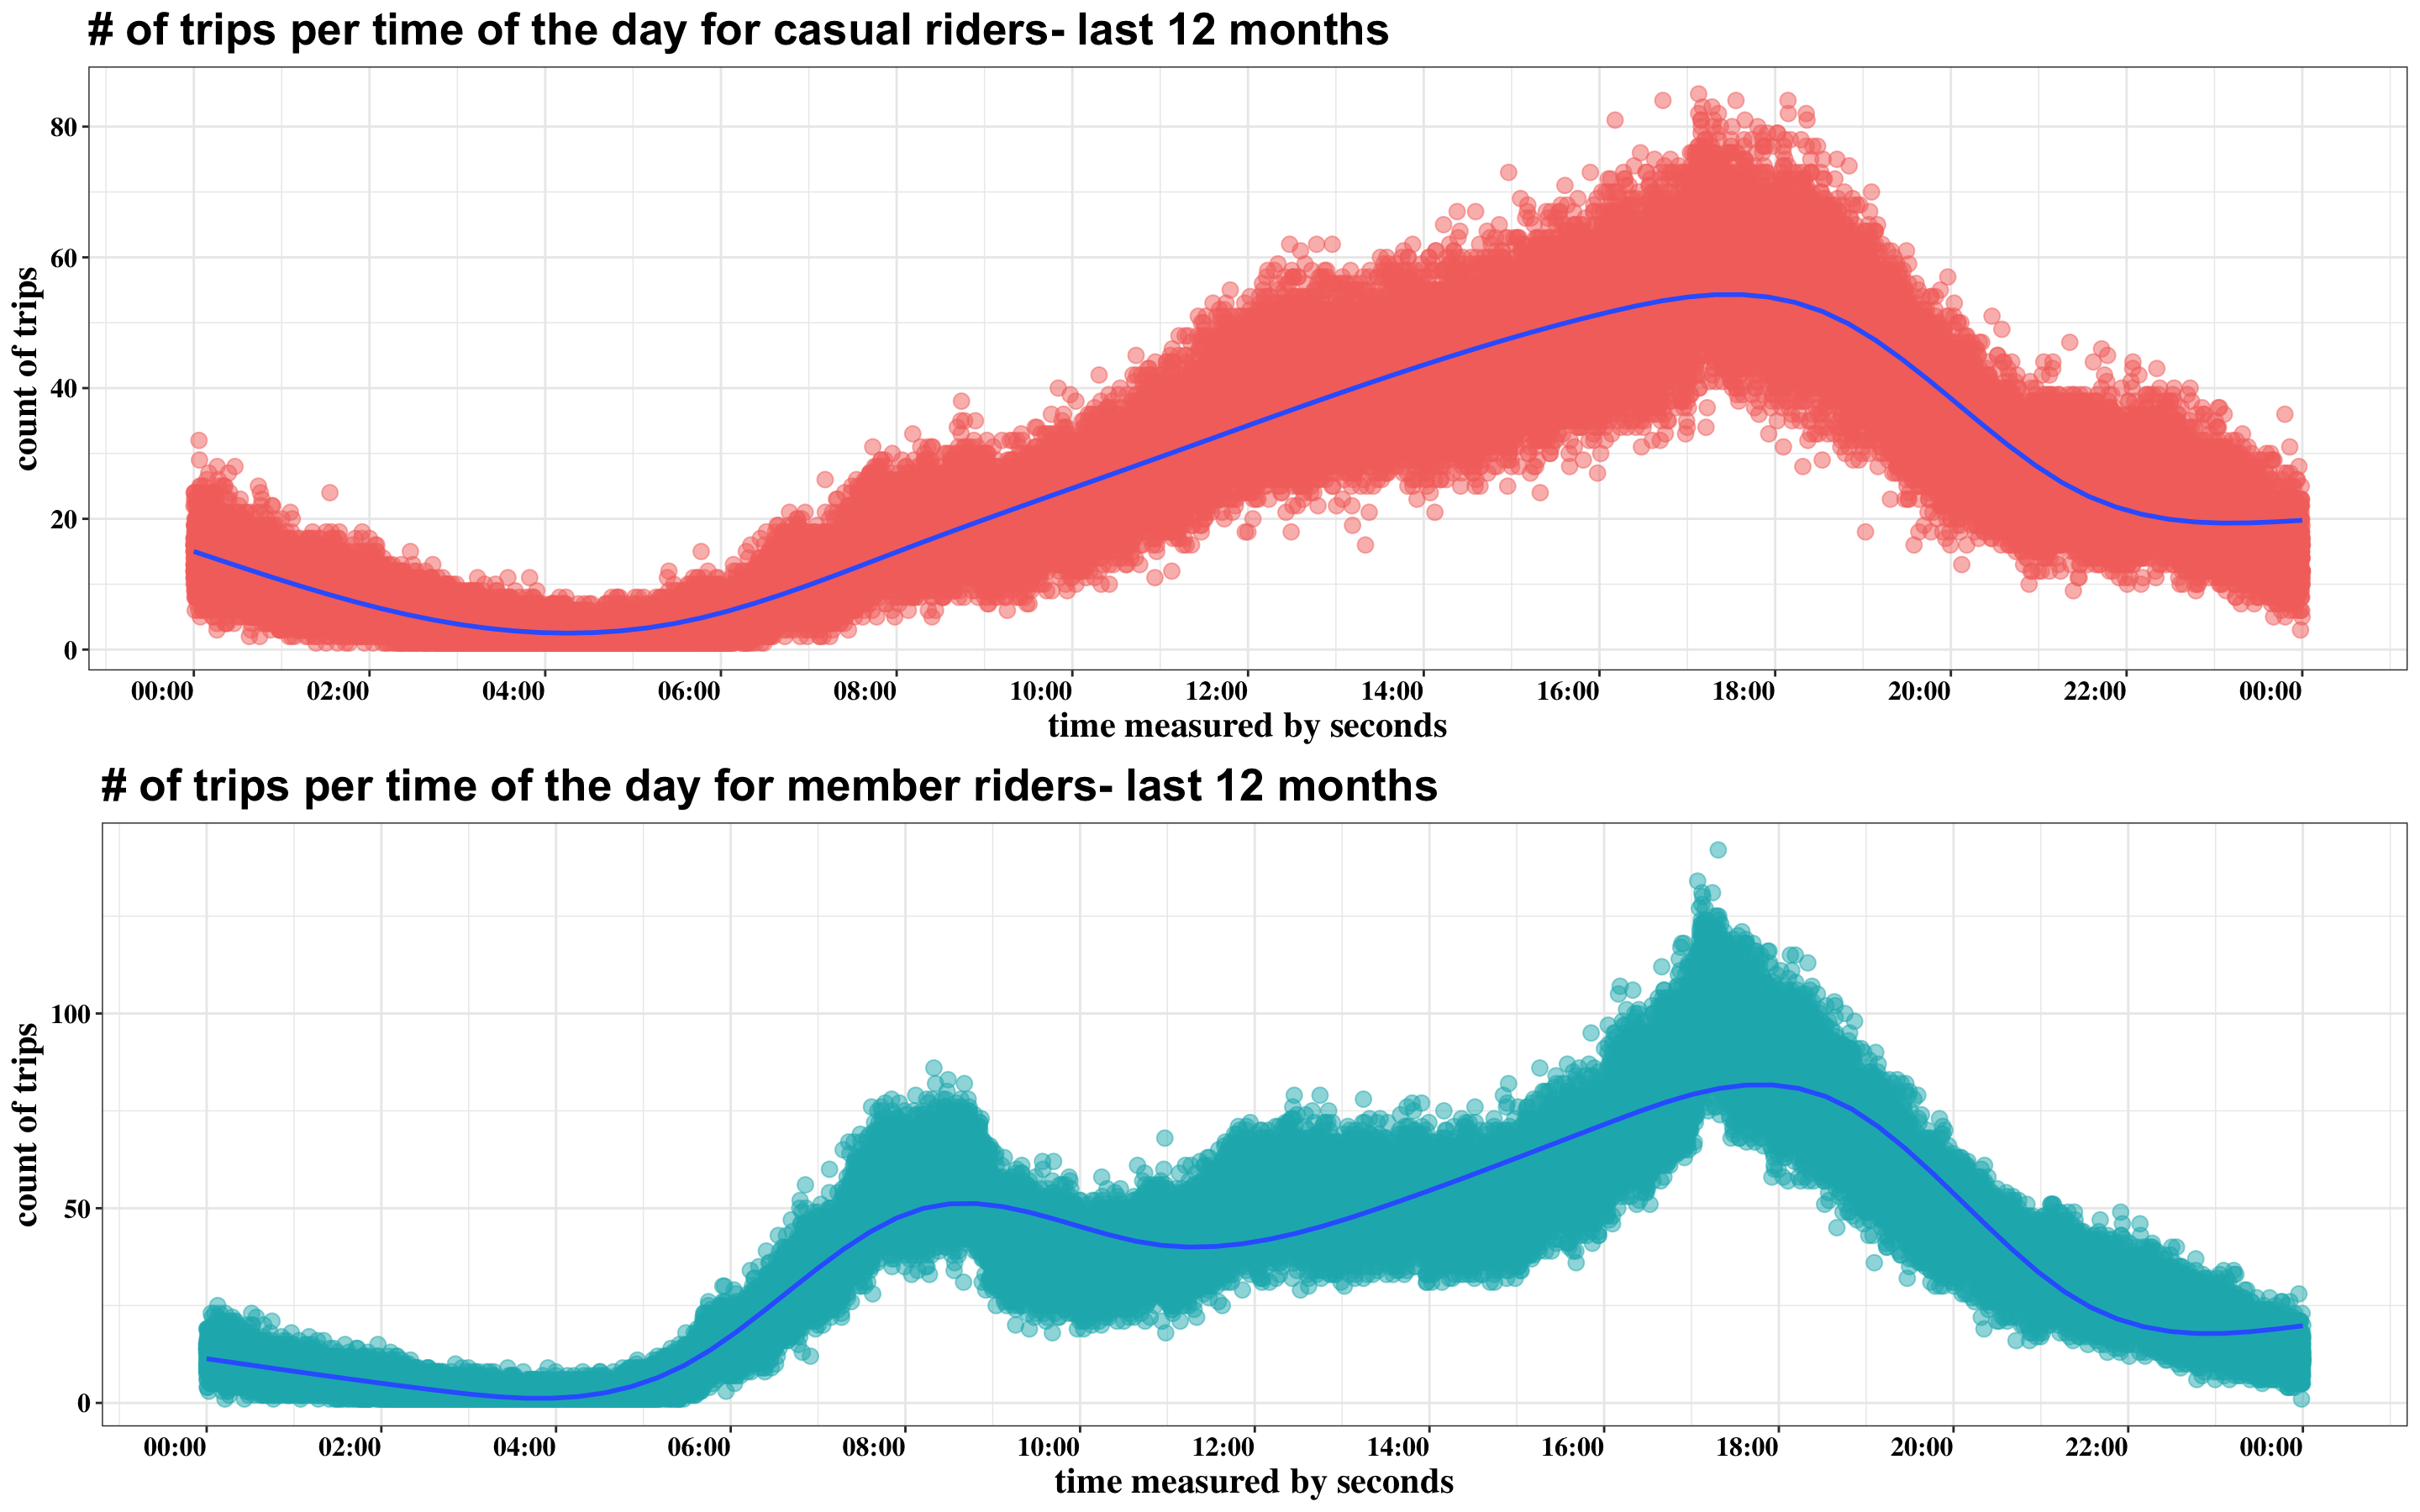 # of trips per time of the day for casual riders- last 12 months
count of trips
80
60
40
20
0
00:00 02:00 04:00 06:00 08:00 10:00 12:00 14:00 16:00 18:00 20:00 22:00 00:00
time measured by seconds
# of trips per time of the day for member riders- last 12 months
count of trips
100
50
0
00:00 02:00 04:00 06:00 08:00 10:00 12:00 14:00 16:00 18:00 20:00 22:00 00:00
time measured by seconds